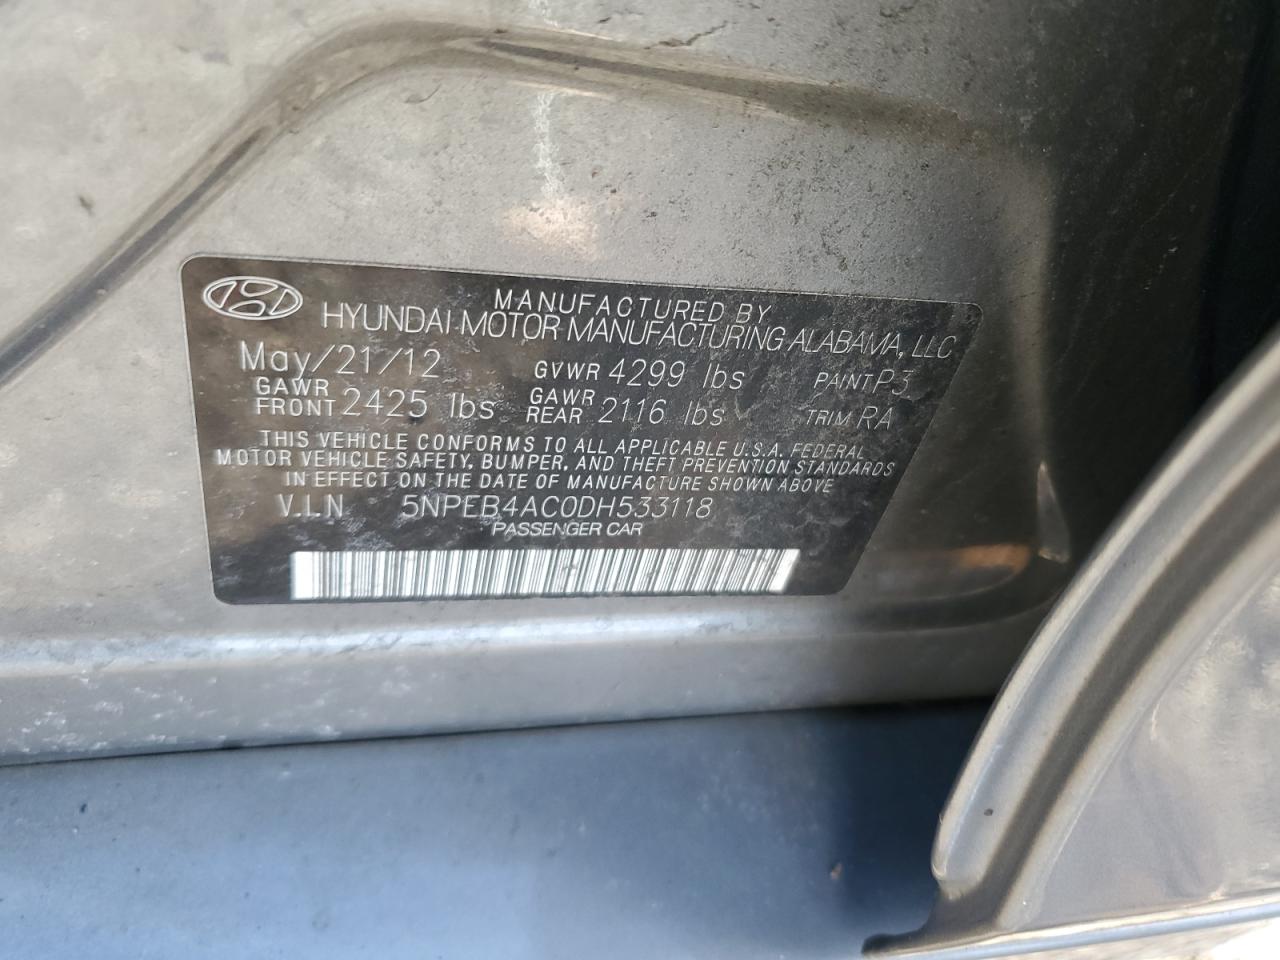 MANUFACTURED BY
HYUNDAI MOTOR MANUFACTURING ALABAMA, LLC
May/21/12 GVWR 4299 lbs PAINT P3
GAWR FRONT 2425 lbs GAWR REAR 2116 lbs TRIM RA
THIS VEHICLE CONFORMS TO ALL APPLICABLE U.S.A. FEDERAL
MOTOR VEHICLE SAFETY, BUMPER, AND THEFT PREVENTION STANDARDS
IN EFFECT ON THE DATE OF MANUFACTURE SHOWN ABOVE
V.I.N 5NPEB4AC0DH533118
PASSENGER CAR